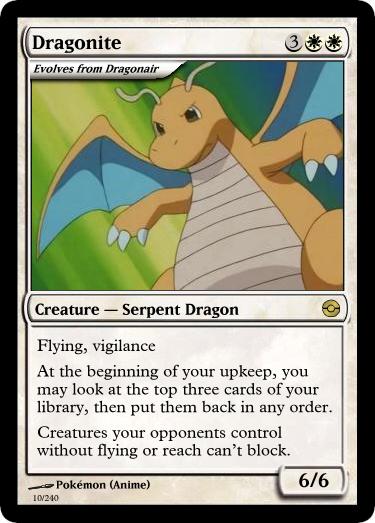 Dragonite 3
Evolves from Dragonair
Creature — Serpent Dragon
Flying, vigilance
At the beginning of your upkeep, you
may look at the top three cards of your
library, then put them back in any order.
Creatures your opponents control
without flying or reach can't block.
6/6
Pokémon (Anime)
10/240